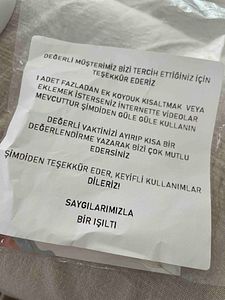 DEĞERLİ MÜŞTERİMİZ BİZİ TERCİH ETTİĞİNİZ İÇİN
TEŞEKKÜR EDERİZ
1 ADET FAZLADAN EK KOYDUK KISALTMAK VEYA
EKLEMEK İSTERSENİZ İNTERNETTE VİDEOLAR
MEVCUTTUR ŞİMDİDEN GÜLE GÜLE KULLANIN
DEĞERLİ VAKTİNİZİ AYIRIP KISA BİR
DEĞERLENDİRME YAZARAK BİZİ ÇOK MUTLU
EDERSİNİZ
ŞİMDİDEN TEŞEKKÜR EDER, KEYİFLİ KULLANIMLAR
DİLERİZ!
SAYGILARIMIZLA
BİR IŞILTI